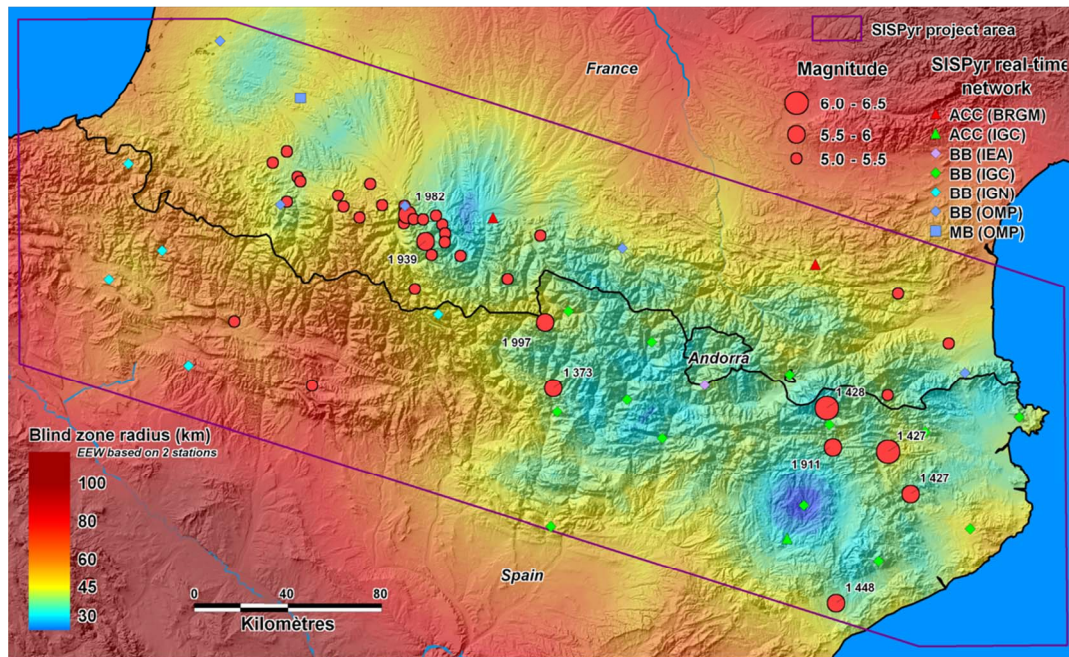 SISPyr project area
France
Magnitude
6.0 - 6.5
5.5 - 6
5.0 - 5.5
SISPyr real-time
network
ACC (BRGM)
ACC (IGC)
BB (IEA)
BB (IGC)
BB (IGN)
BB (OMP)
MB (OMP)
1 982
1 939
1 997
1 373
Andorra
1 428
1 427
1 911
1 427
1 448
Spain
Blind zone radius (km)
EEW based on 2 stations
100
80
60
45
30
0 40 80
Kilomètres